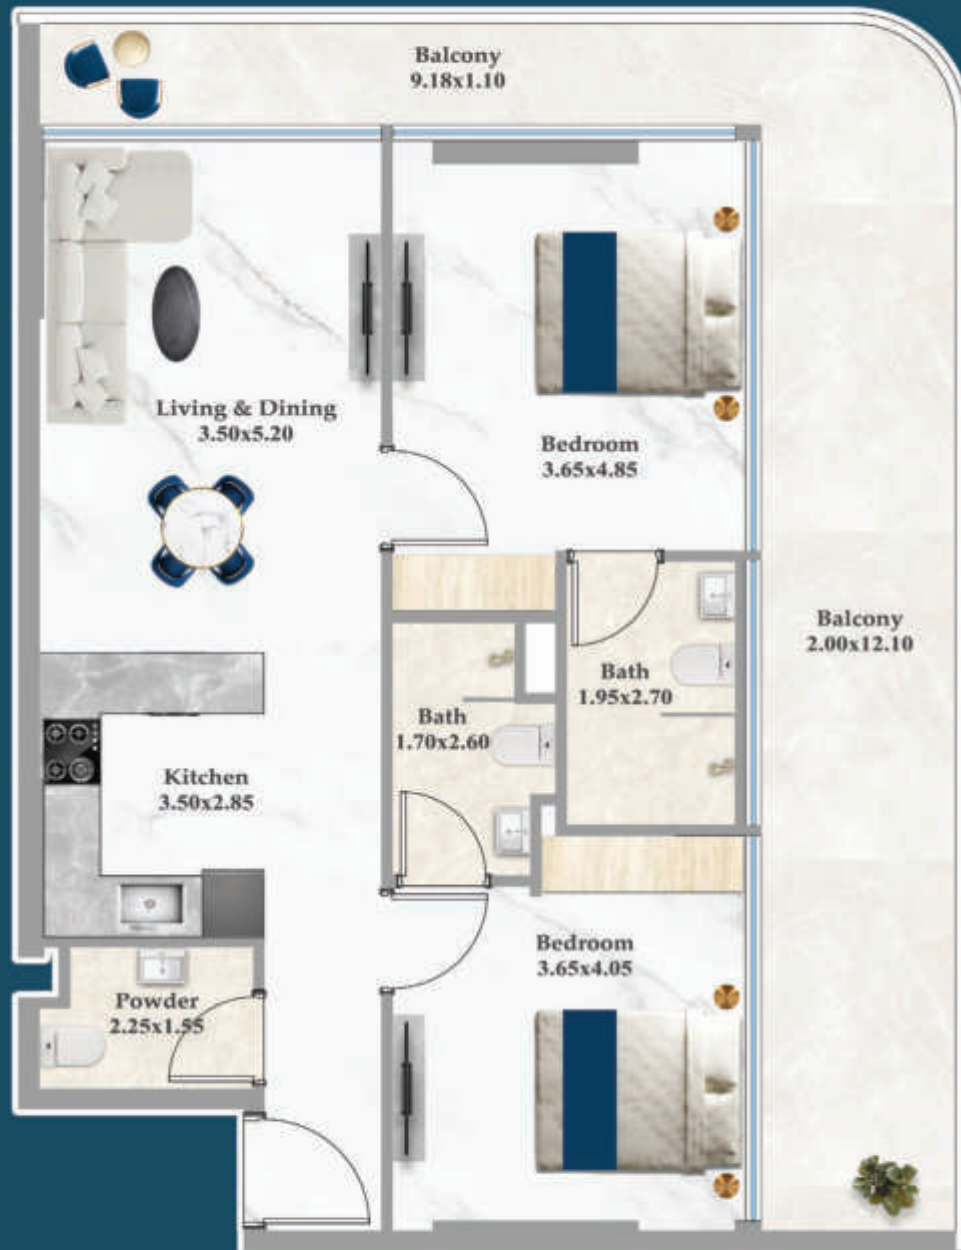 Balcony
9.18x1.10
Living & Dining
3.50x5.20
Bedroom
3.65x4.85
Balcony
2.00x12.10
Bath
1.95x2.70
Bath
1.70x2.60
Kitchen
3.50x2.85
Bedroom
3.65x4.05
Powder
2.25x1.55